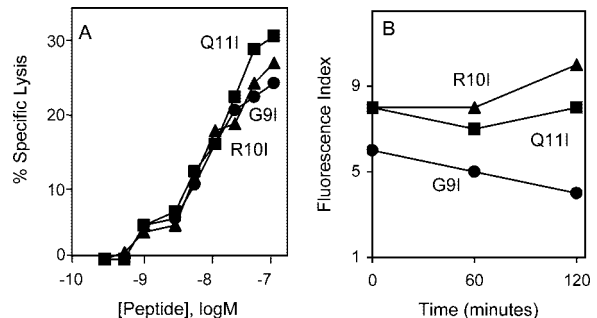 A
% Specific Lysis
30
20
10
0
-10
-9
-8
-7
[Peptide], logM
Q11I
G9I
R10I
B
Fluorescence Index
9
5
1
0
60
120
Time (minutes)
R10I
Q11I
G9I